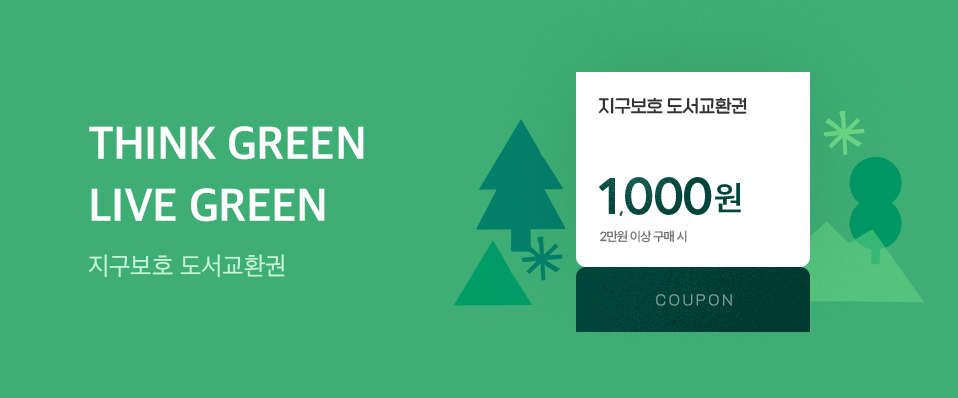 THINK GREEN
LIVE GREEN
지구보호 도서교환권
지구보호 도서교환권
1,000원
2만원 이상 구매 시
COUPON